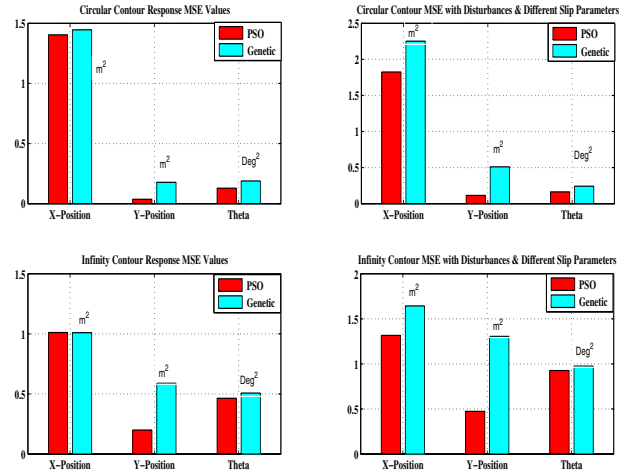 Circular Contour Response MSE Values
1.5
1
0.5
0
PSO
Genetic
m2
m2
Deg2
X-Position Y-Position Theta
Circular Contour MSE with Disturbances & Different Slip Parameters
2.5
2
1.5
1
0.5
0
PSO
Genetic
m2
m2
Deg2
X-Position Y-Position Theta
Infinity Contour Response MSE Values
1.5
1
0.5
0
PSO
Genetic
m2
m2
Deg2
X-Position Y-Position Theta
Infinity Contour MSE with Disturbances & Different Slip Parameters
2
1.5
1
0.5
0
PSO
Genetic
m2
m2
Deg2
X-Position Y-Position Theta